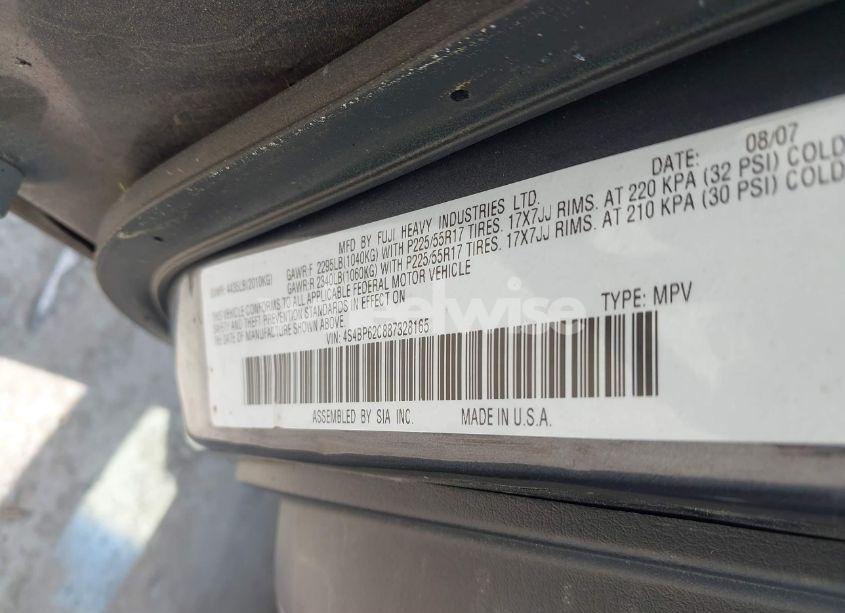 MFD BY FUJI HEAVY INDUSTRIES LTD. DATE: 08/07
GAWR:F 2295LB(1040KG) WITH P225/55R17 TIRES. 17X7JJ RIMS. AT 220 KPA (32 PSI) COLD
GAWR:R 2340LB(1060KG) WITH P225/55R17 TIRES. 17X7JJ RIMS. AT 210 KPA (30 PSI) COLD
4435LB(2010KG)
THIS VEHICLE CONFORMS TO ALL APPLICABLE FEDERAL MOTOR VEHICLE
SAFETY AND THEFT PREVENTION STANDARDS IN EFFECT ON
THE DATE OF MANUFACTURE SHOWN ABOVE.
VIN: 4S4BP62C887328165 TYPE: MPV
ASSEMBLED BY SIA INC. MADE IN U.S.A.